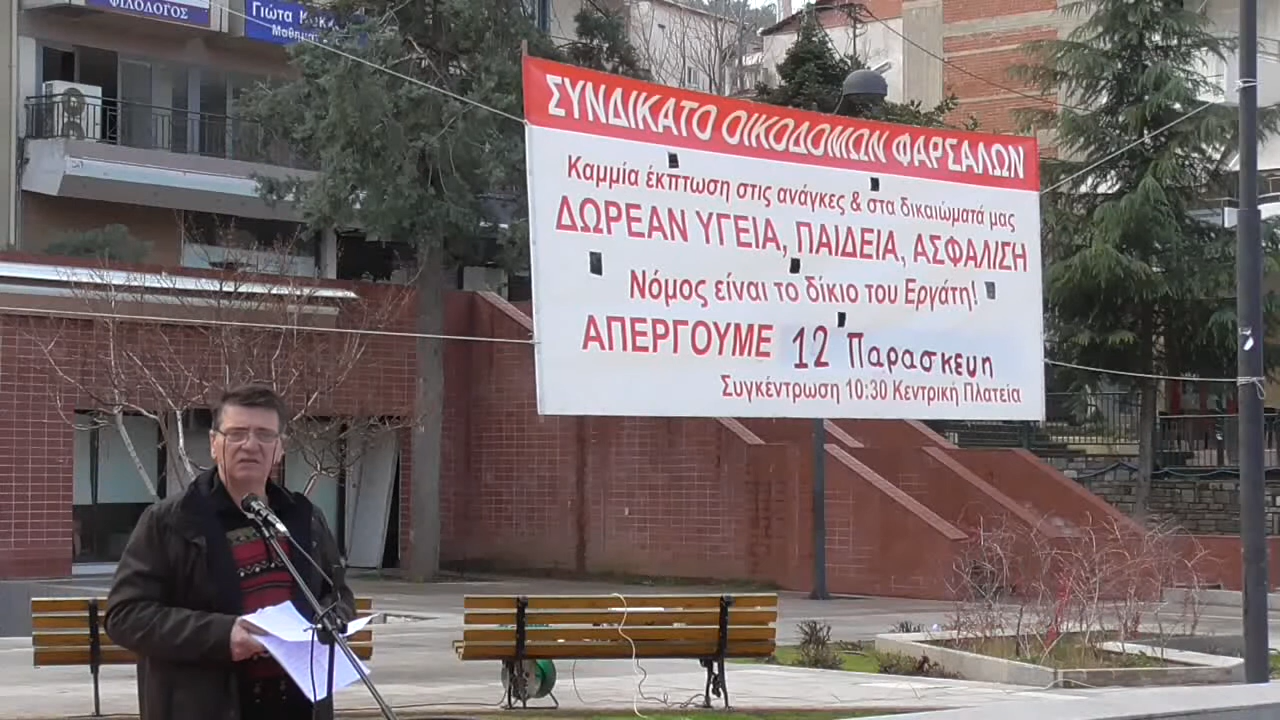 ΦΙΛΟΛΟΓΟΣ
Γιώτα
Μαθημ
ΣΥΝΔΙΚΑΤΟ ΟΙΚΟΔΟΜΩΝ ΦΑΡΣΑΛΩΝ
Καμμία έκπτωση στις ανάγκες & στα δικαιώματά μας
ΔΩΡΕΑΝ ΥΓΕΙΑ, ΠΑΙΔΕΙΑ, ΑΣΦΑΛΙΣΗ
Νόμος είναι το δίκιο του Εργάτη!
ΑΠΕΡΓΟΥΜΕ 12 Παρασκευη
Συγκέντρωση 10:30 Κεντρική Πλατεία